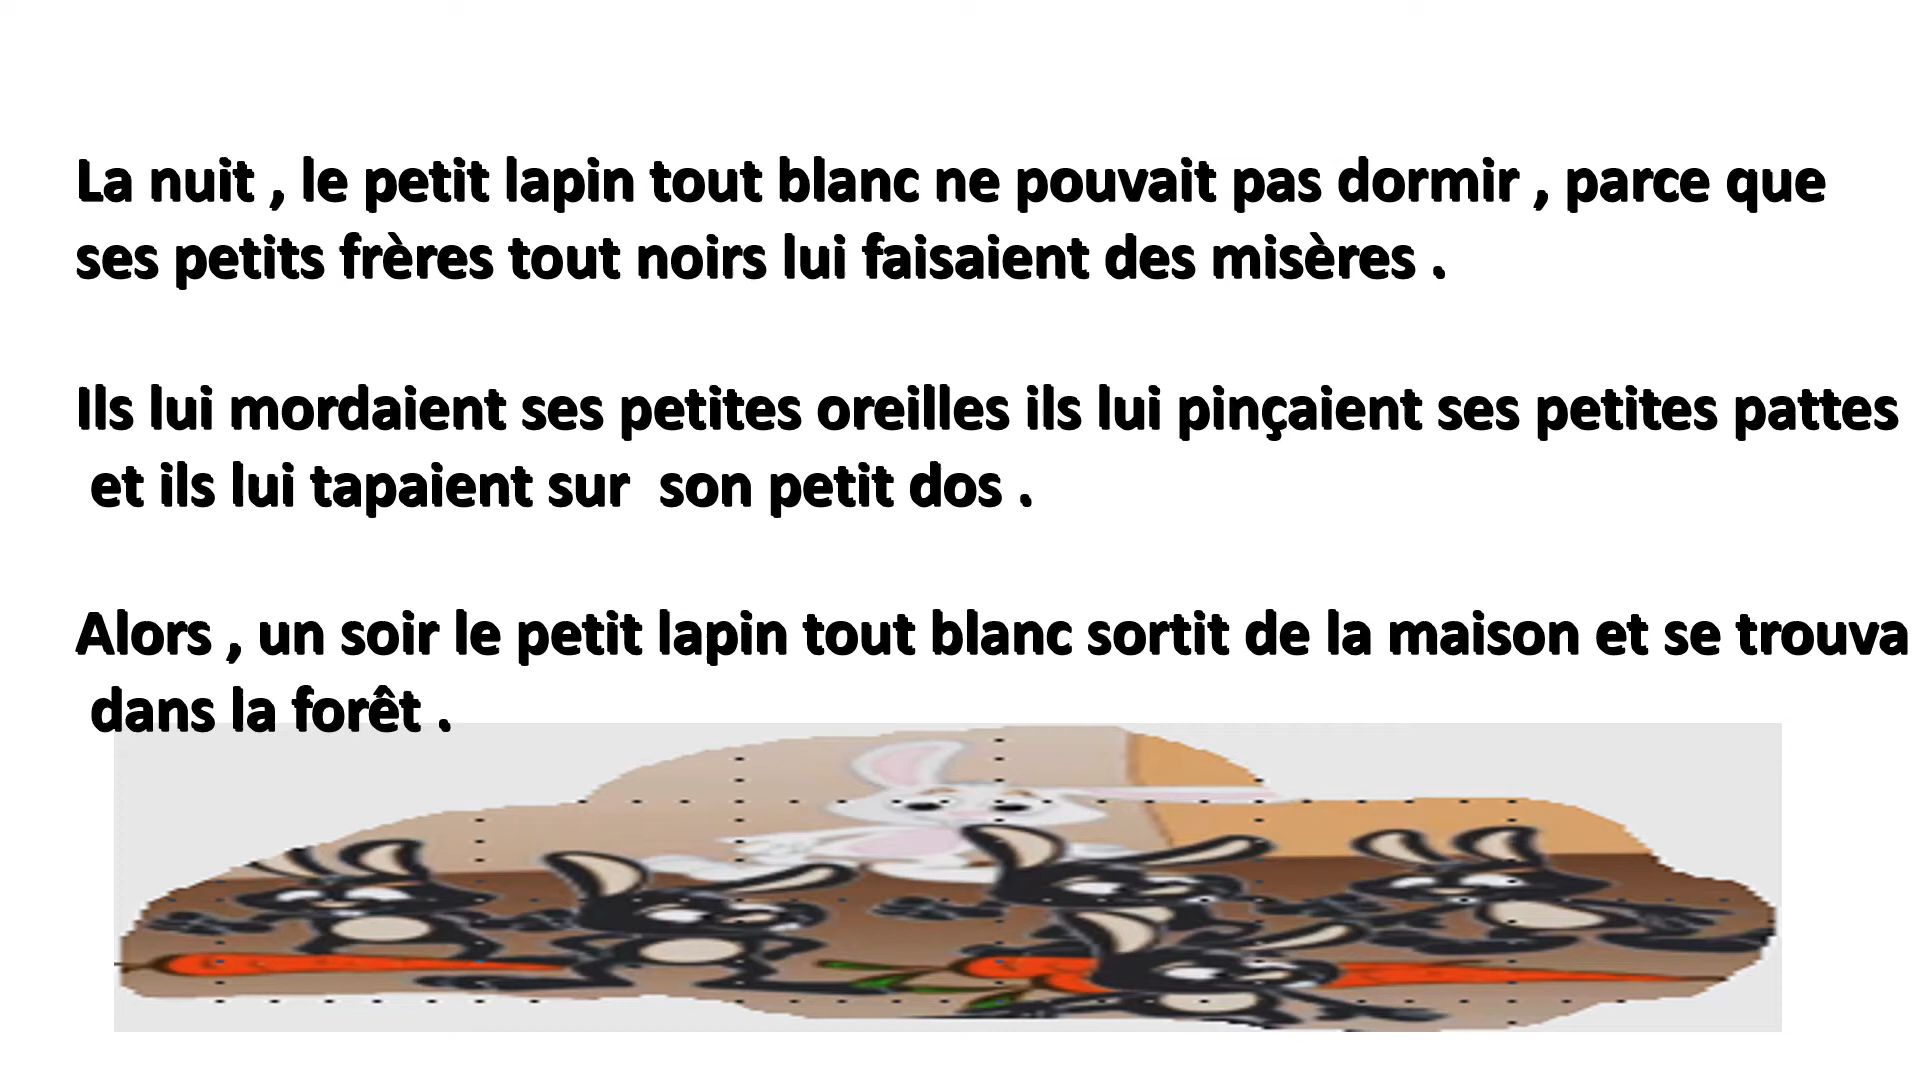 La nuit , le petit lapin tout blanc ne pouvait pas dormir , parce que
ses petits frères tout noirs lui faisaient des misères .
Ils lui mordaient ses petites oreilles ils lui pinçaient ses petites pattes
et ils lui tapaient sur  son petit dos .
Alors , un soir le petit lapin tout blanc sortit de la maison et se trouva
dans la forêt .